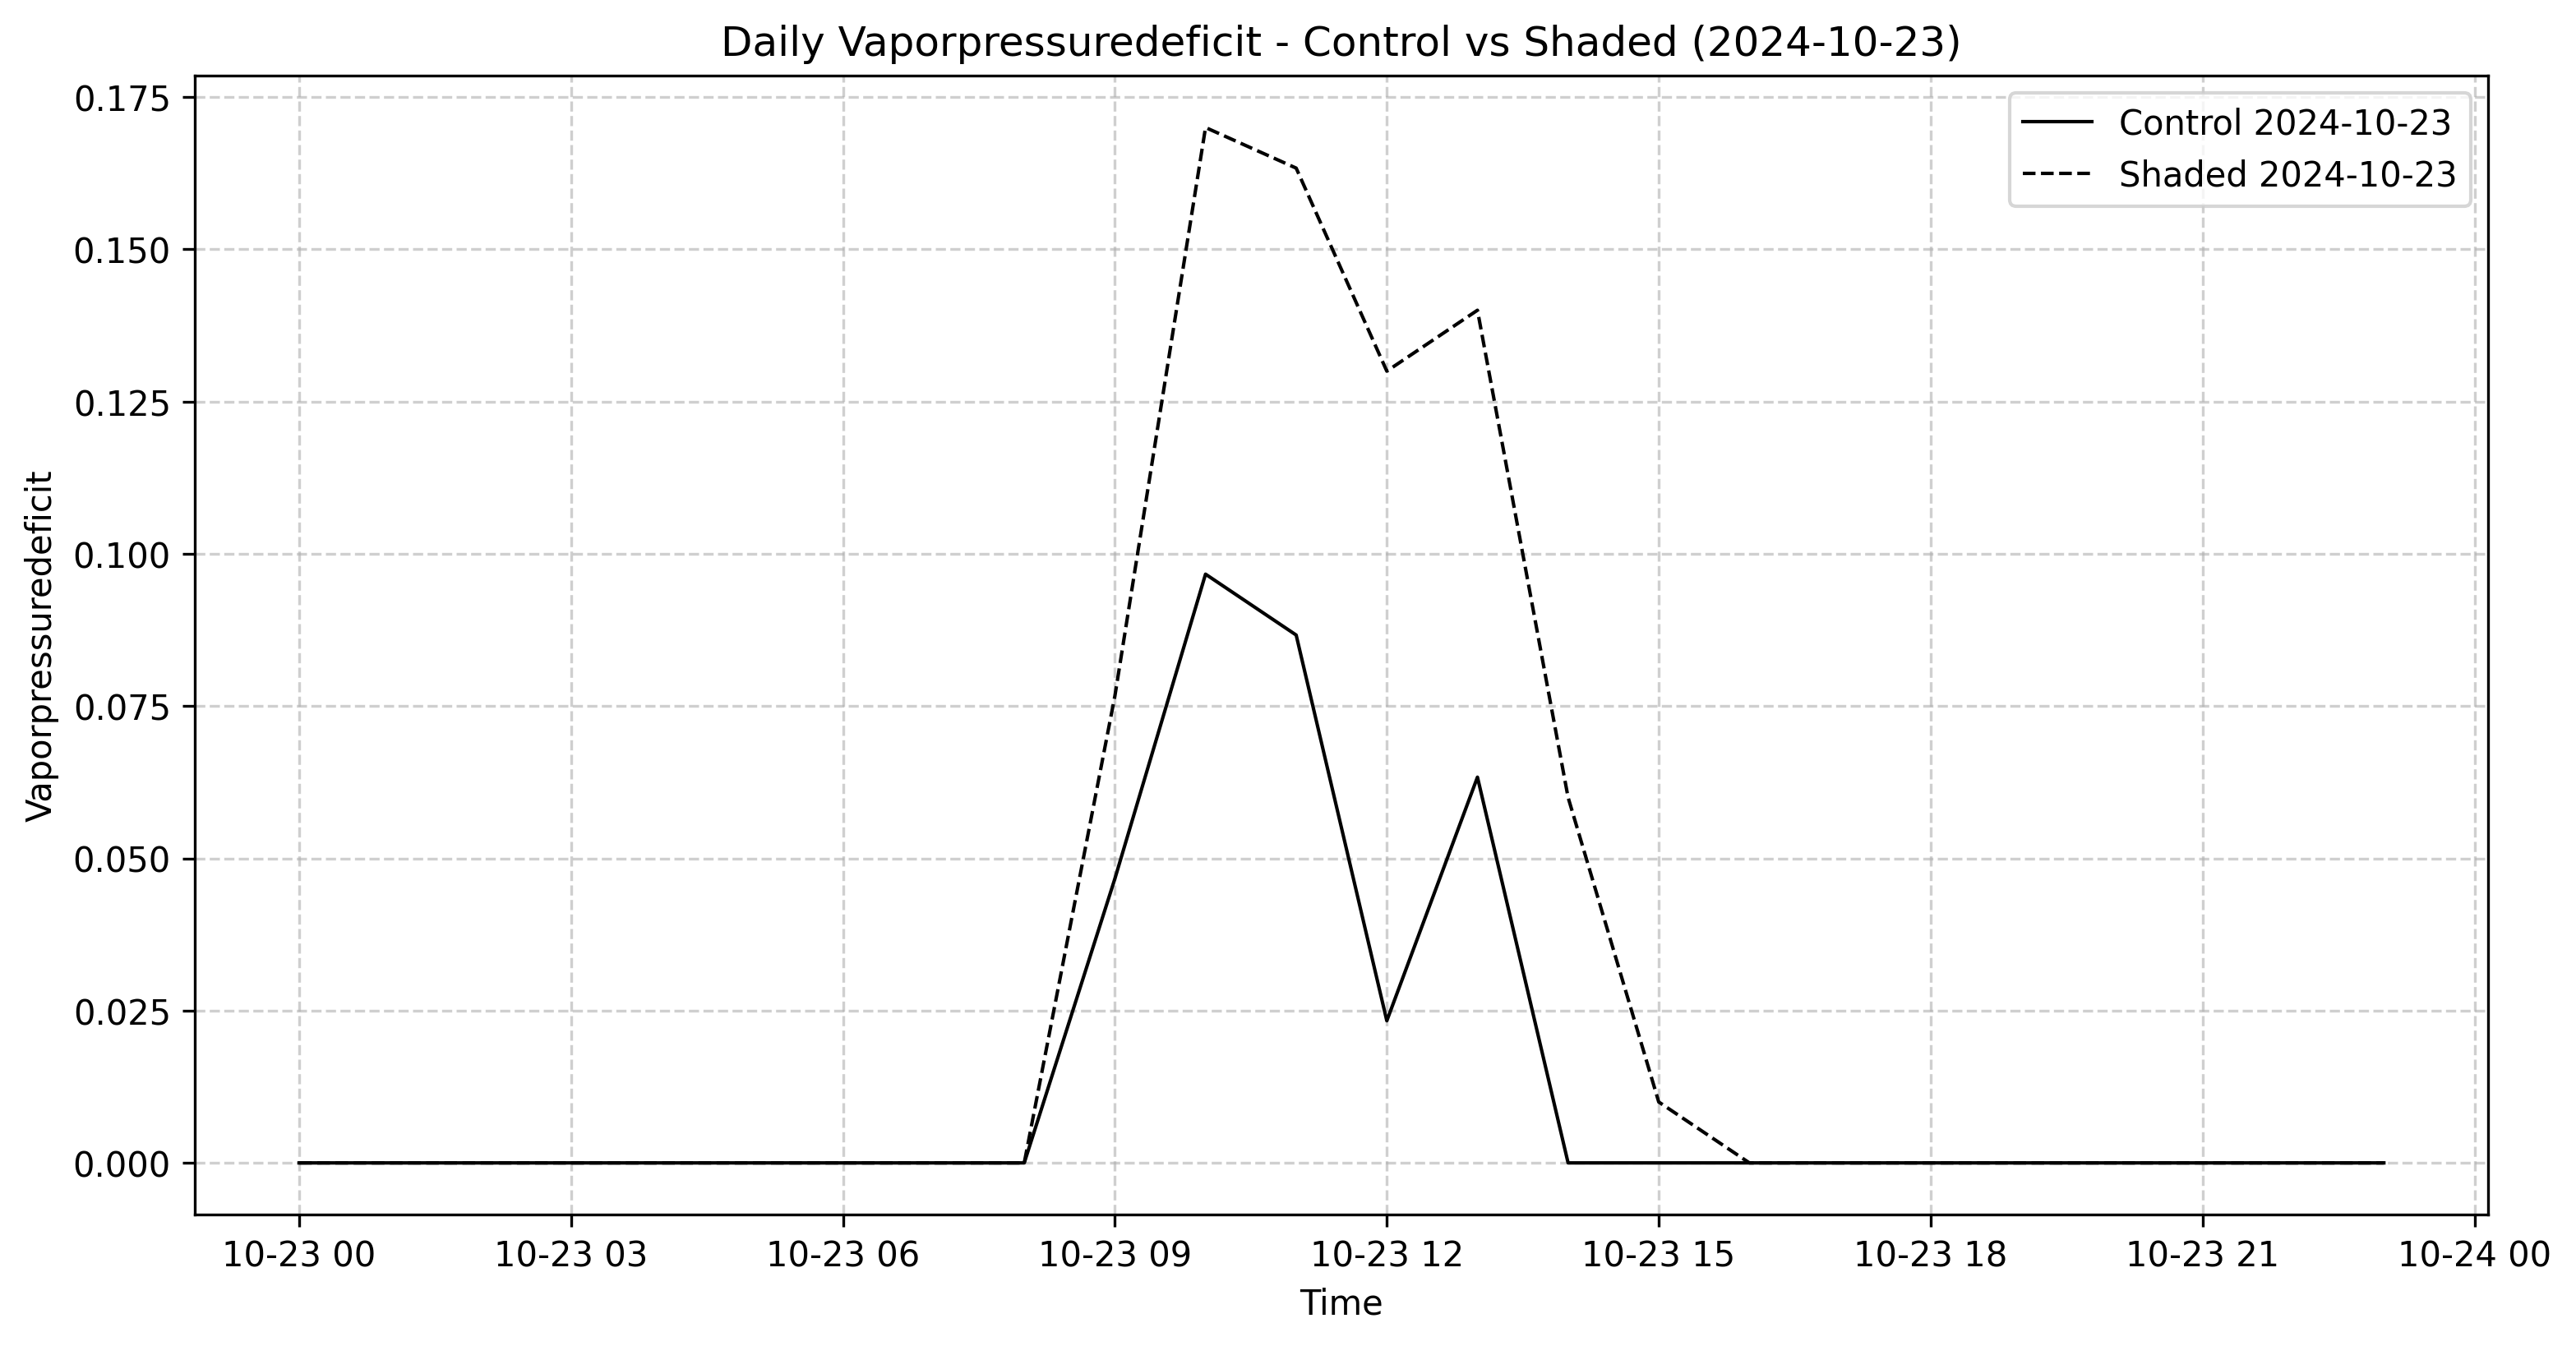 Daily Vaporpressuredeficit - Control vs Shaded (2024-10-23)
Control 2024-10-23
Shaded 2024-10-23
Vaporpressuredeficit
0.175
0.150
0.125
0.100
0.075
0.050
0.025
0.000
10-23 00 10-23 03 10-23 06 10-23 09 10-23 12 10-23 15 10-23 18 10-23 21 10-24 00
Time